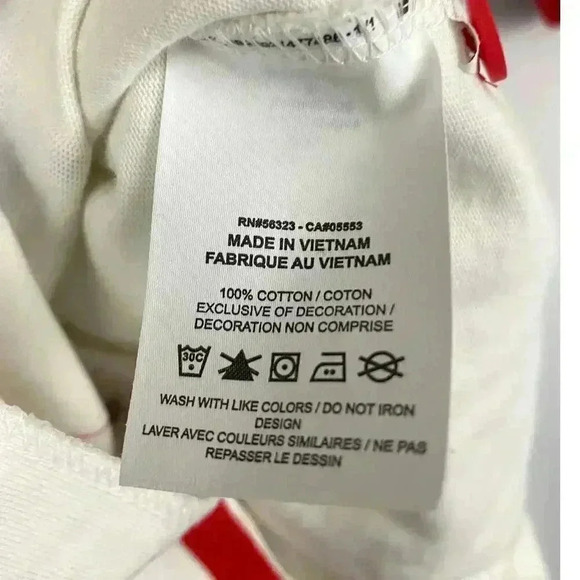 RN#56323 - CA#05553
MADE IN VIETNAM
FABRIQUE AU VIETNAM
100% COTTON / COTON
EXCLUSIVE OF DECORATION /
DECORATION NON COMPRISE
30C
WASH WITH LIKE COLORS / DO NOT IRON
DESIGN
LAVER AVEC COULEURS SIMILAIRES / NE PAS
REPASSER LE DESSIN